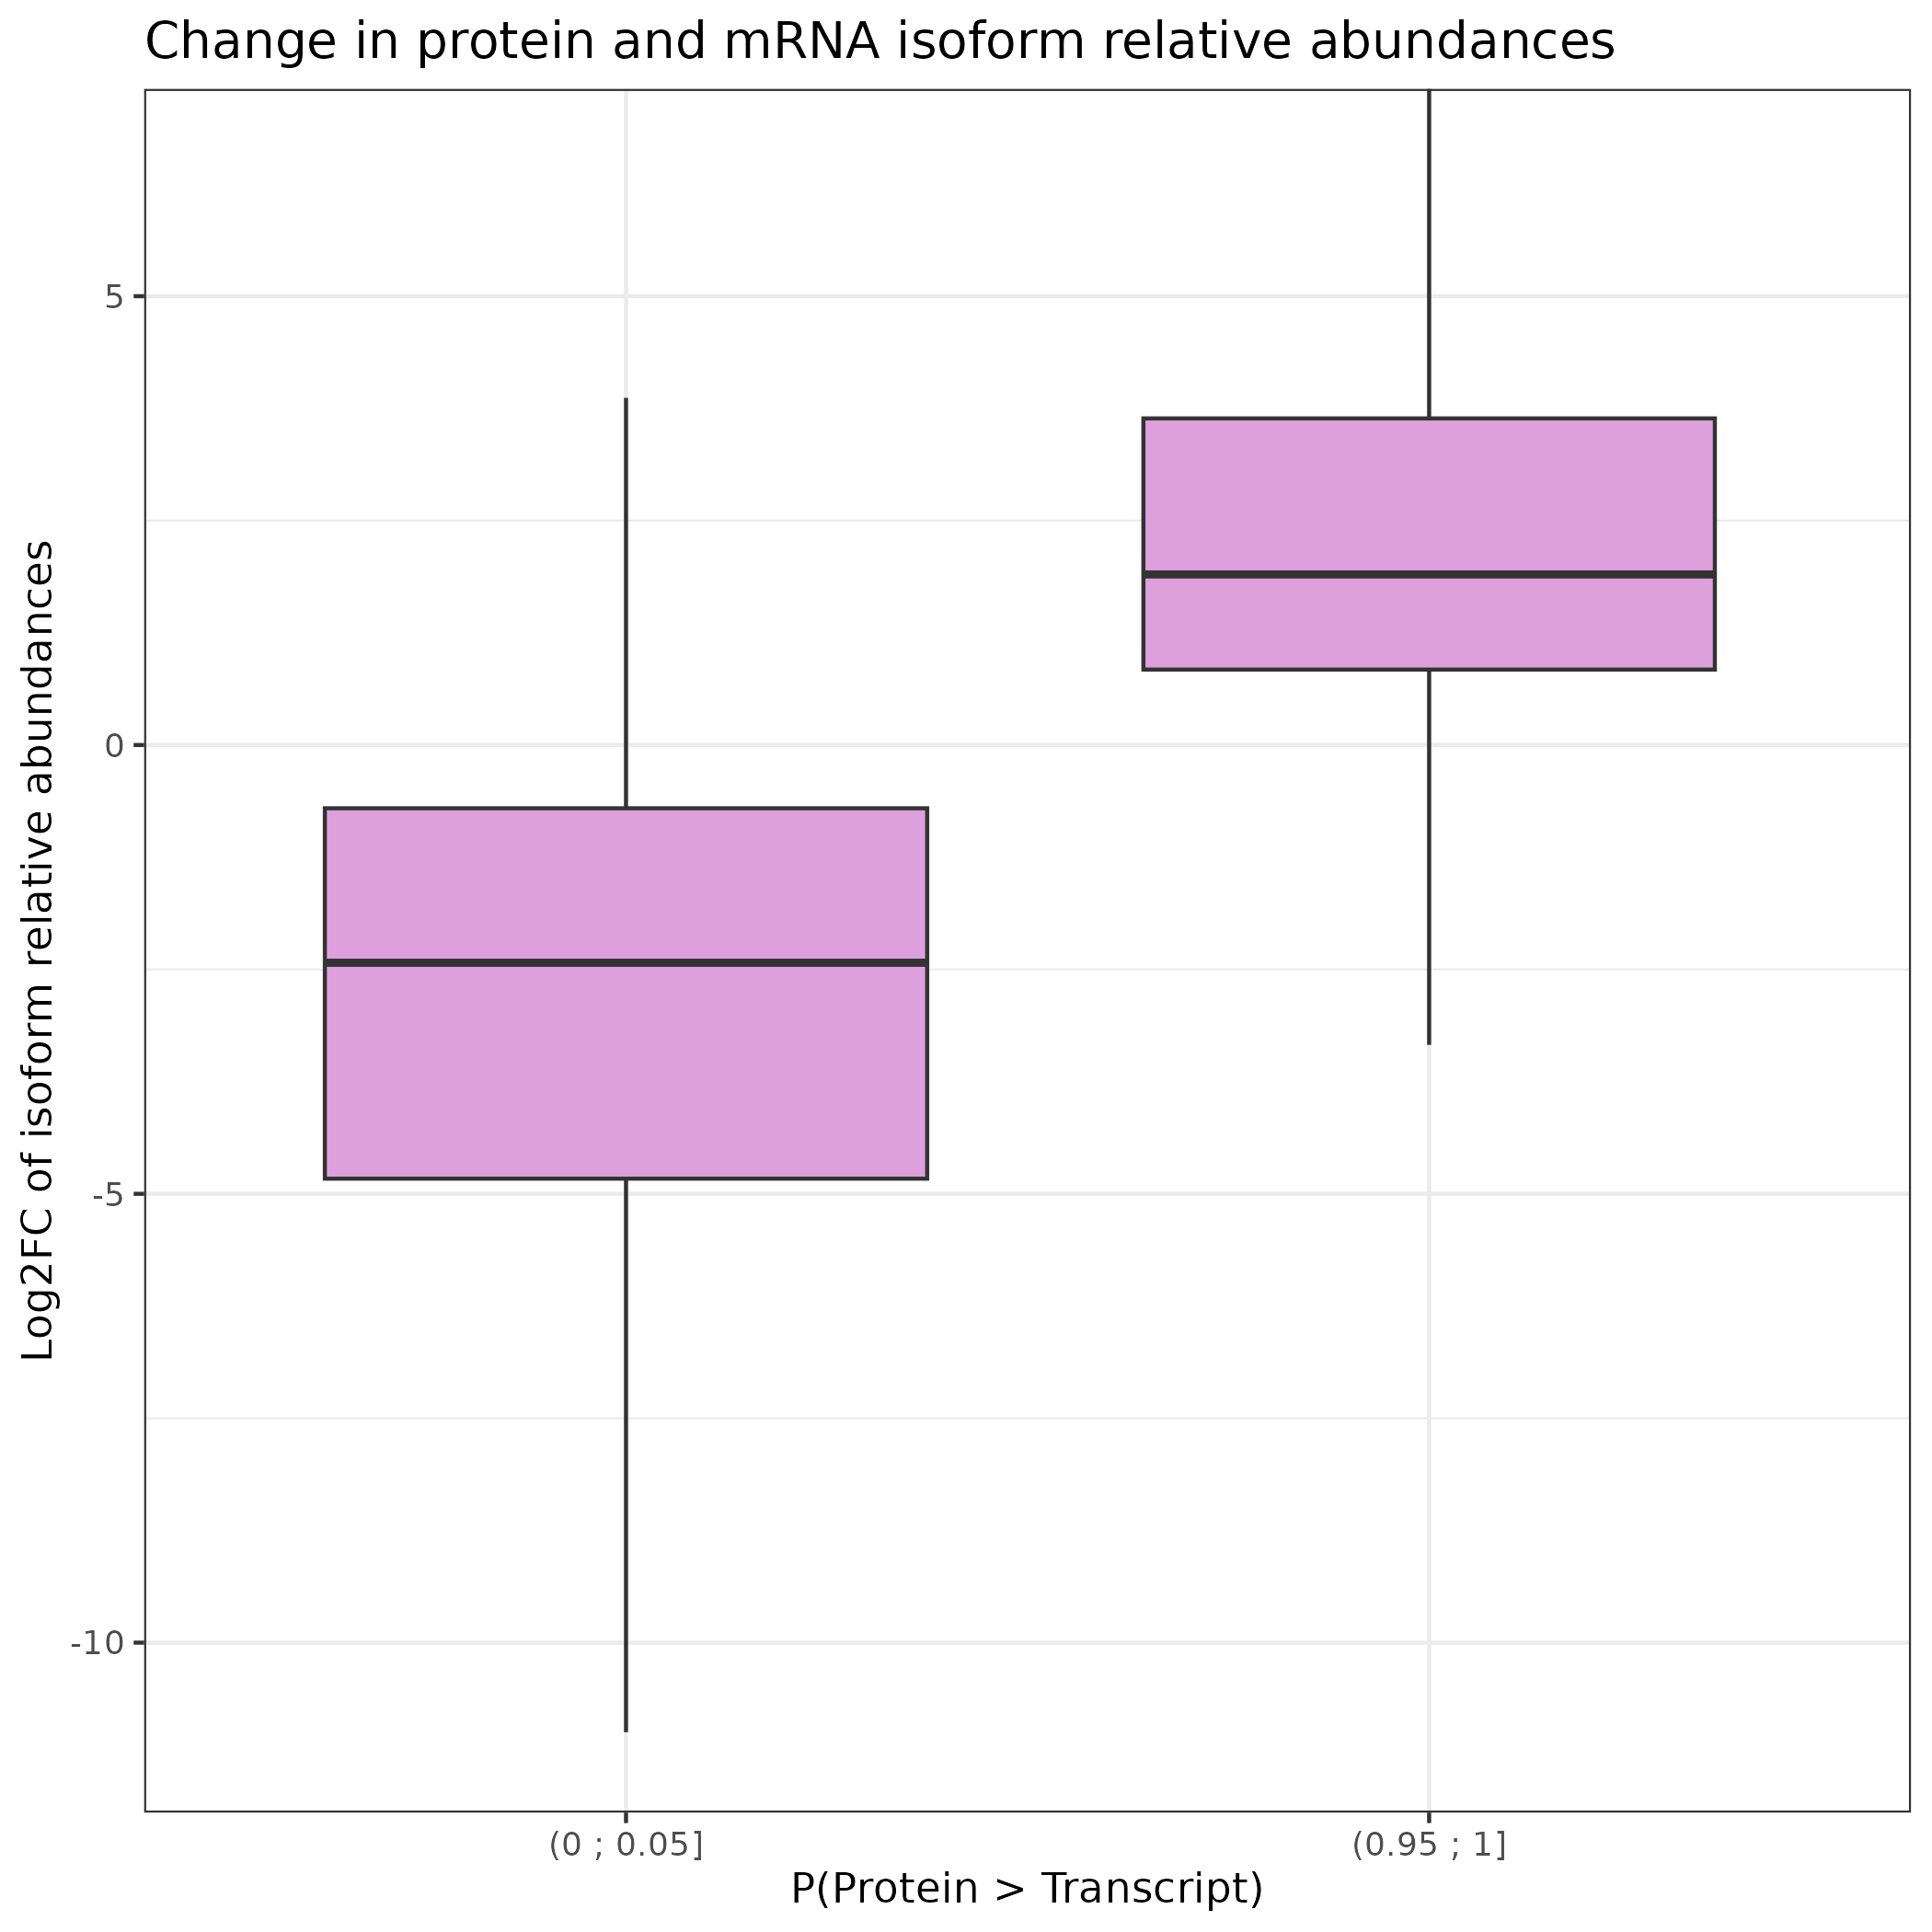 Change in protein and mRNA isoform relative abundances
Log2FC of isoform relative abundances
5
0
-5
-10
(0 ; 0.05]
(0.95 ; 1]
P(Protein > Transcript)